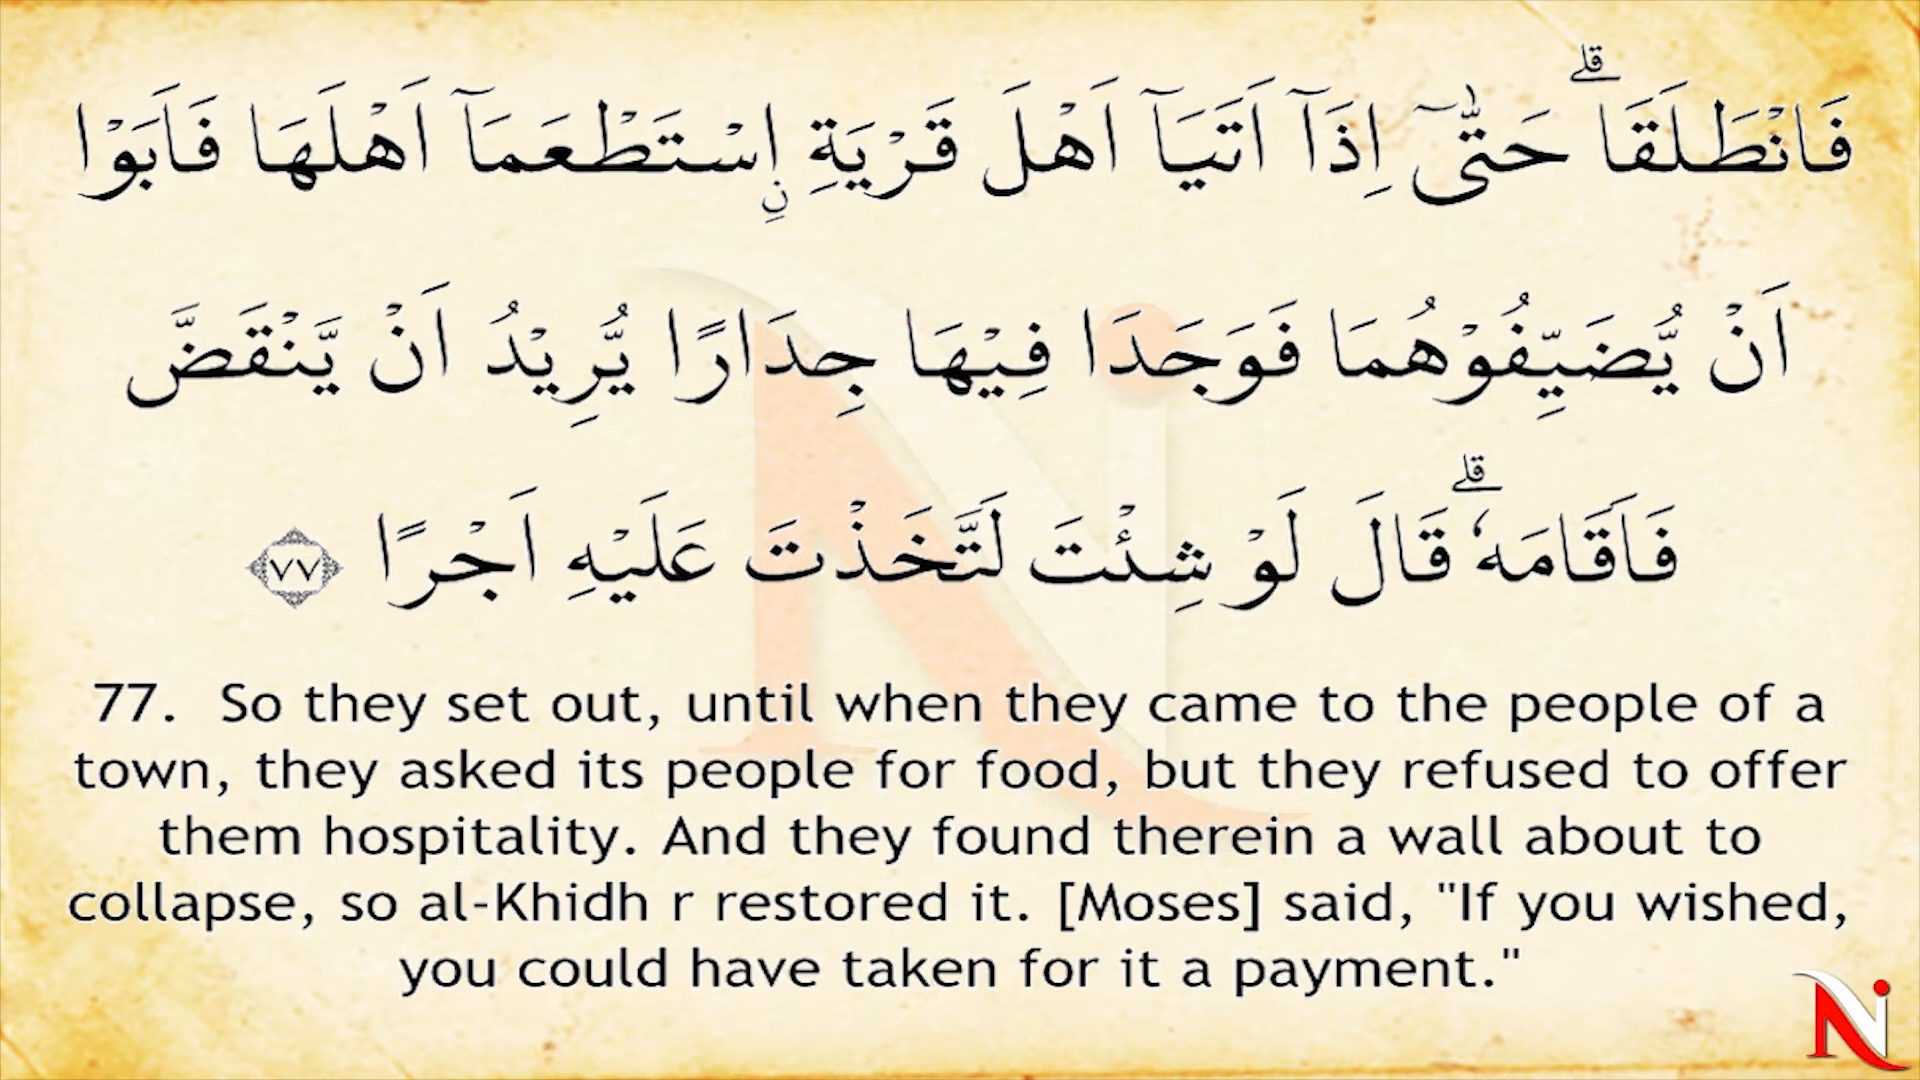 فَانْطَلَقَا ۗ حَتّٰىٓ اِذَآ اَتَيَآ اَهْلَ قَرْيَةِ ِۨاسْتَطْعَمَآ اَهْلَهَا فَاَبَوْا
اَنْ يُّضَيِّفُوْهُمَا فَوَجَدَا فِيْهَا جِدَارًا يُّرِيْدُ اَنْ يَّنْقَضَّ
فَاَقَامَهٗ ۗ قَالَ لَوْ شِئْتَ لَتَّخَذْتَ عَلَيْهِ اَجْرًا ٧٧
77. So they set out, until when they came to the people of a
town, they asked its people for food, but they refused to offer
them hospitality. And they found therein a wall about to
collapse, so al-Khidh r restored it. [Moses] said, "If you wished,
you could have taken for it a payment."
Ni